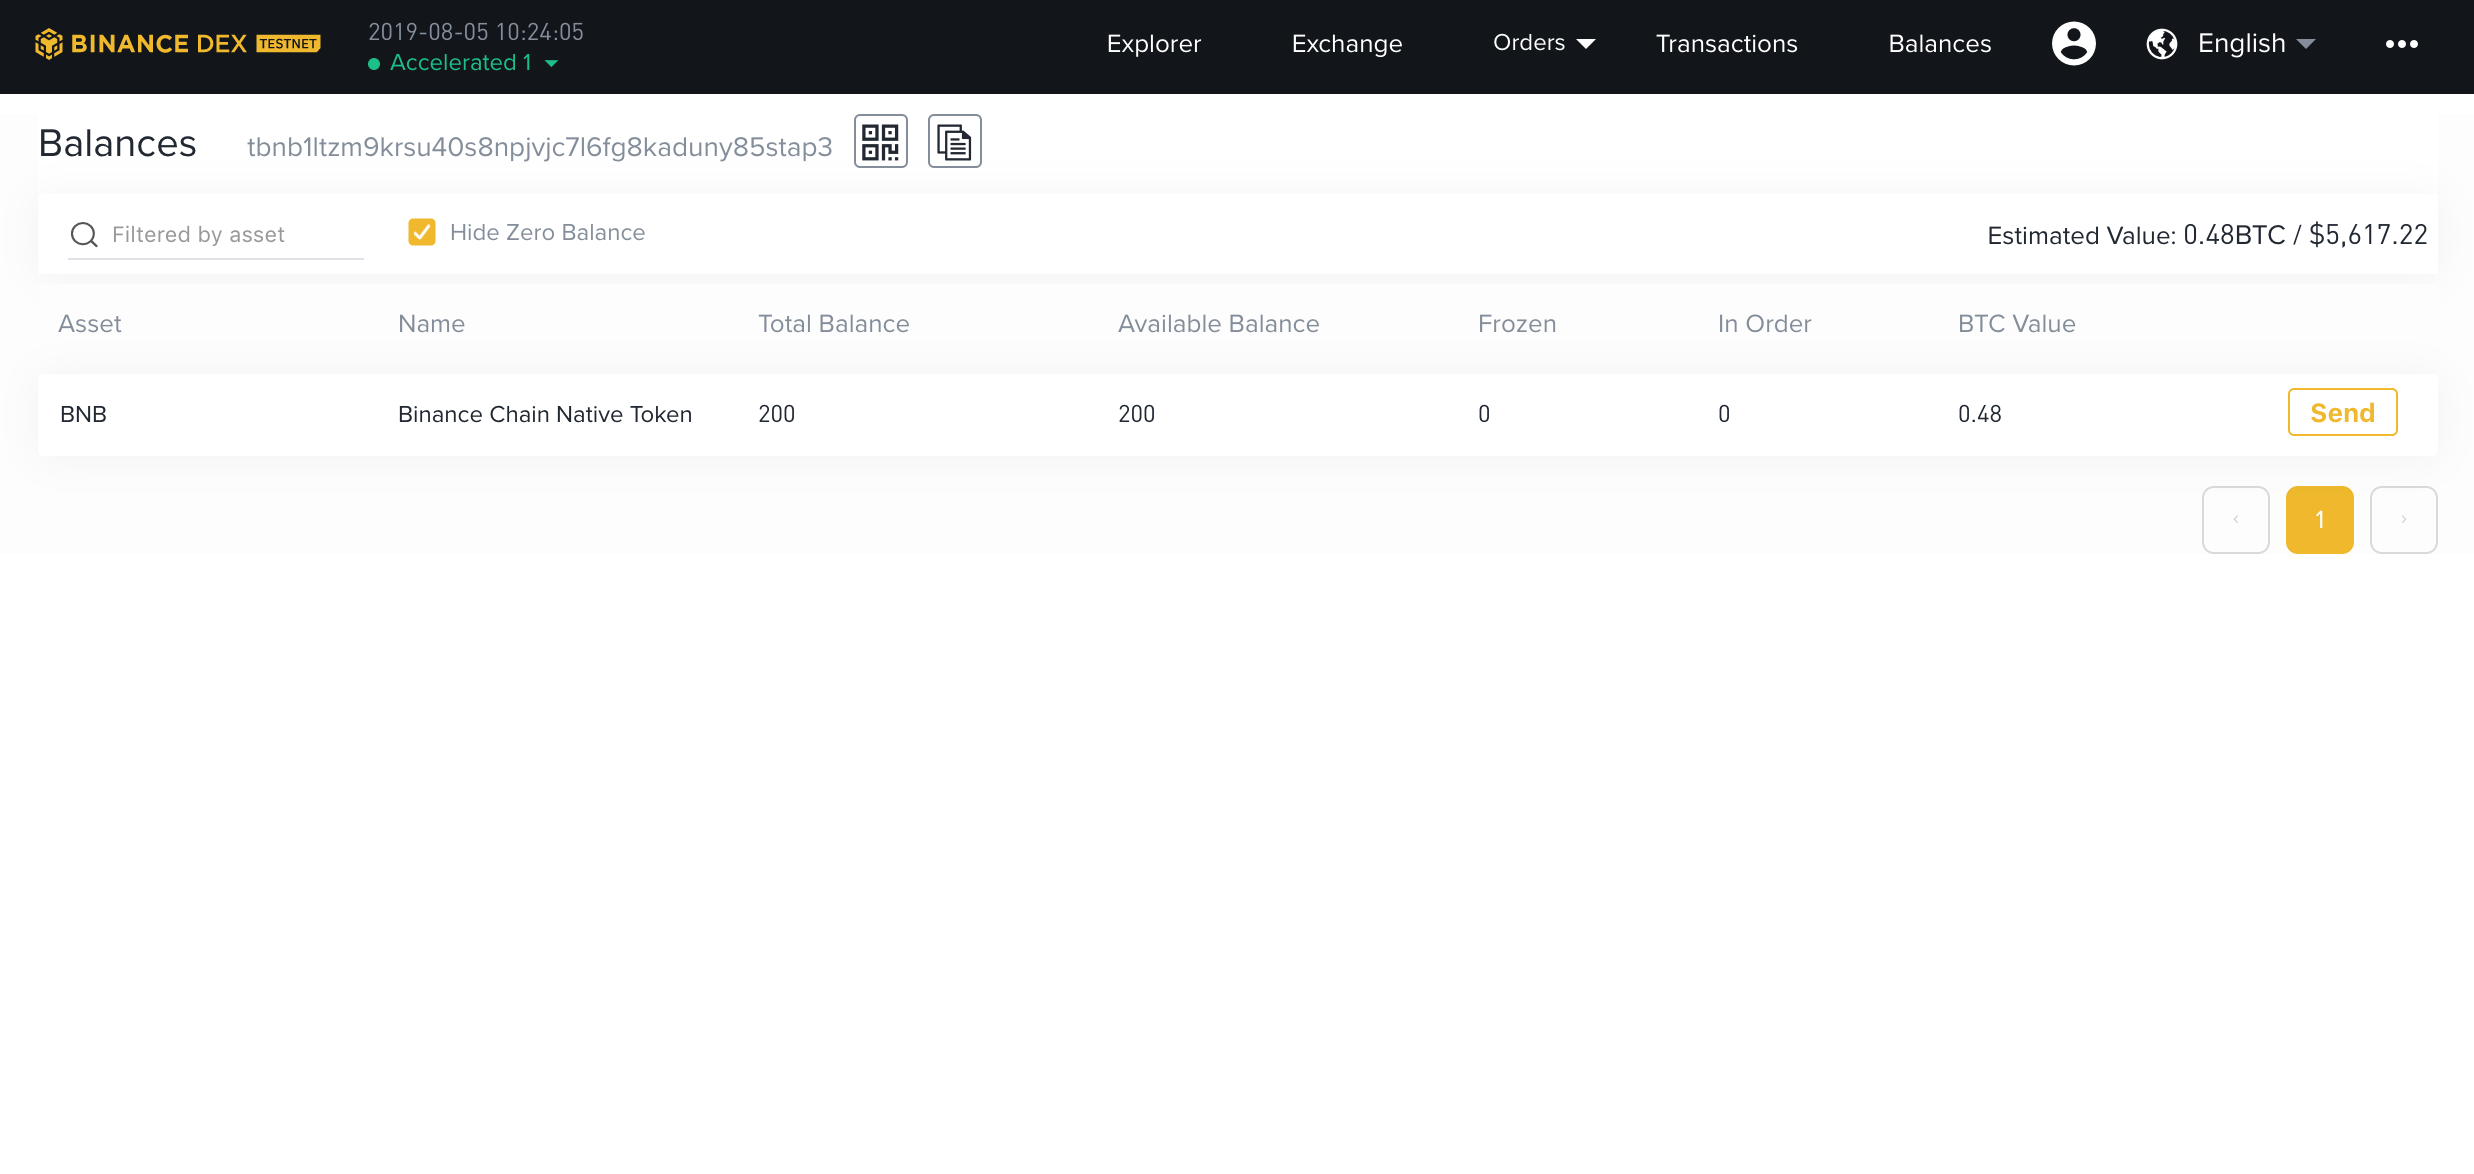 BINANCE DEX TESTNET
2019-08-05 10:24:05
Accelerated 1
Explorer
Exchange
Orders
Transactions
Balances
English
Balances
tbnb1ltzm9krsu40s8npjvjc7l6fg8kaduny85stap3
Filtered by asset
Hide Zero Balance
Estimated Value: 0.48BTC / $5,617.22
Asset Name Total Balance Available Balance Frozen In Order BTC Value
BNB Binance Chain Native Token 200 200 0 0 0.48 Send
‹ 1 ›